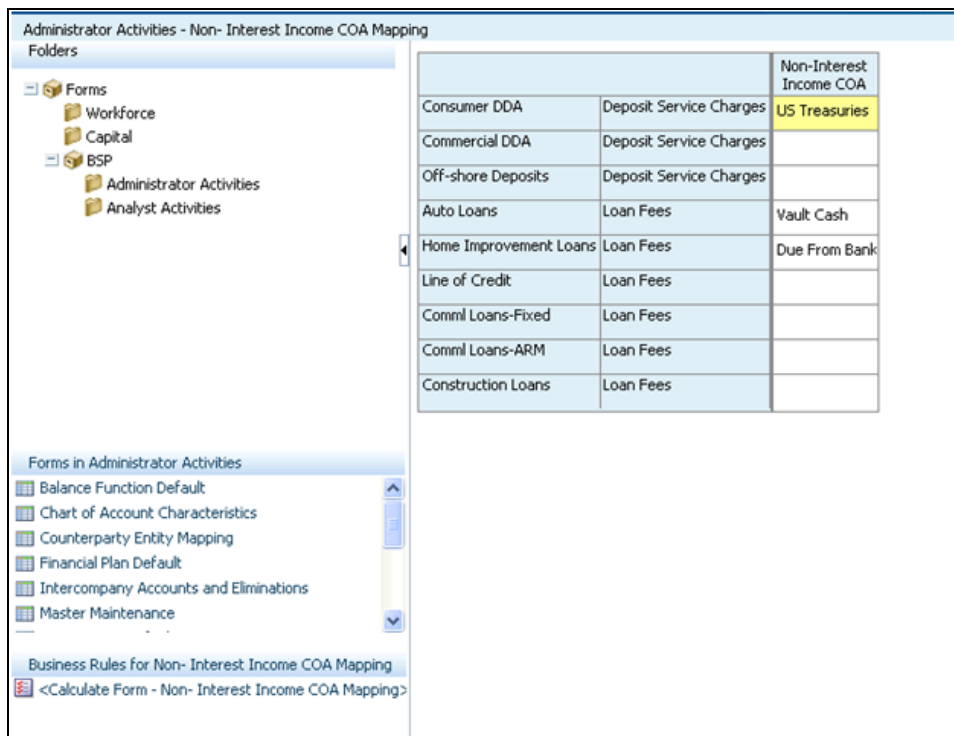 Administrator Activities - Non- Interest Income COA Mapping
Folders
Forms
Workforce
Capital
BSP
Administrator Activities
Analyst Activities
Non-Interest
Income COA
Consumer DDA Deposit Service Charges US Treasuries
Commercial DDA Deposit Service Charges
Off-shore Deposits Deposit Service Charges
Auto Loans Loan Fees Vault Cash
Home Improvement Loans Loan Fees Due From Bank
Line of Credit Loan Fees
Comml Loans-Fixed Loan Fees
Comml Loans-ARM Loan Fees
Construction Loans Loan Fees
Forms in Administrator Activities
Balance Function Default
Chart of Account Characteristics
Counterparty Entity Mapping
Financial Plan Default
Intercompany Accounts and Eliminations
Master Maintenance
Business Rules for Non- Interest Income COA Mapping
<Calculate Form - Non- Interest Income COA Mapping>